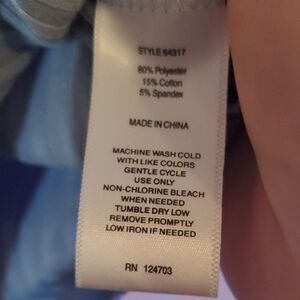 STYLE 64317
80% Polyester
15% Cotton
5% Spandex
MADE IN CHINA
MACHINE WASH COLD
WITH LIKE COLORS
GENTLE CYCLE
USE ONLY
NON-CHLORINE BLEACH
WHEN NEEDED
TUMBLE DRY LOW
REMOVE PROMPTLY
LOW IRON IF NEEDED
RN 124703